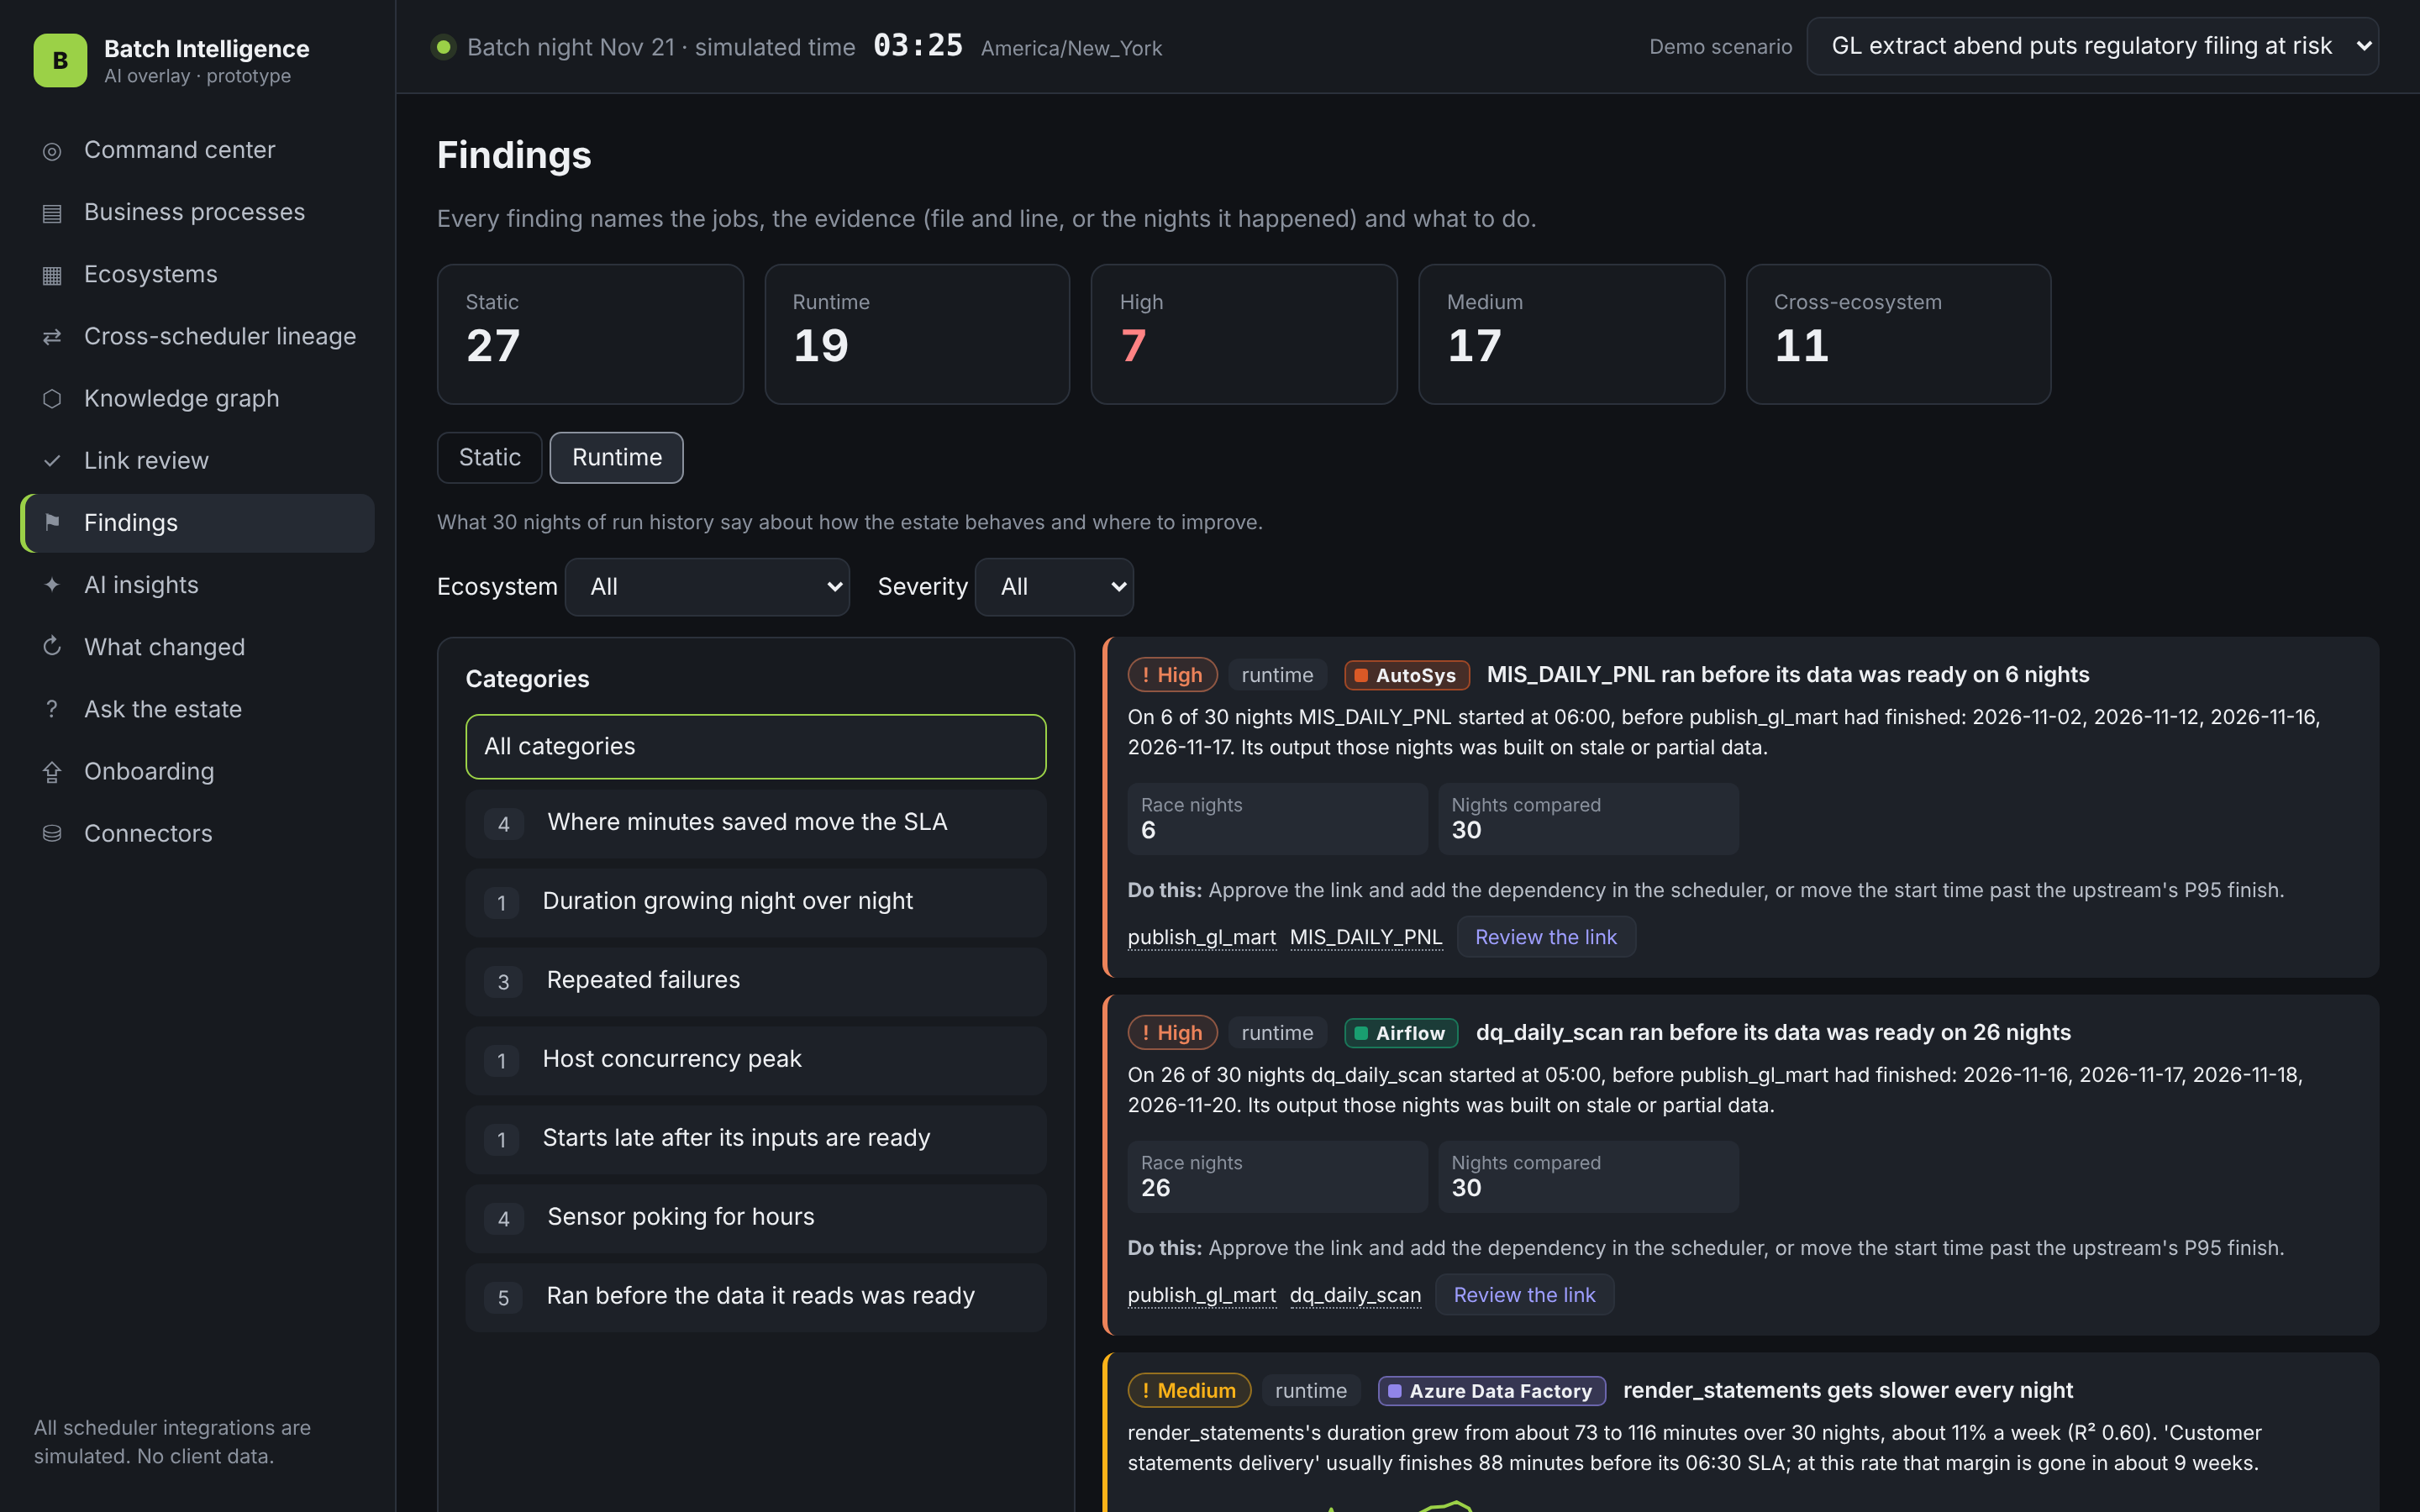 B
Batch Intelligence
AI overlay · prototype
Command center
Business processes
Ecosystems
Cross-scheduler lineage
Knowledge graph
Link review
Findings
AI insights
What changed
? Ask the estate
Onboarding
Connectors
All scheduler integrations are
simulated. No client data.
Batch night Nov 21 · simulated time 03:25 America/New_York
Demo scenario GL extract abend puts regulatory filing at risk
Findings
Every finding names the jobs, the evidence (file and line, or the nights it happened) and what to do.
Static
27
Runtime
19
High
7
Medium
17
Cross-ecosystem
11
Static Runtime
What 30 nights of run history say about how the estate behaves and where to improve.
Ecosystem All Severity All
Categories
All categories
4 Where minutes saved move the SLA
1 Duration growing night over night
3 Repeated failures
1 Host concurrency peak
1 Starts late after its inputs are ready
4 Sensor poking for hours
5 Ran before the data it reads was ready
! High runtime AutoSys MIS_DAILY_PNL ran before its data was ready on 6 nights
On 6 of 30 nights MIS_DAILY_PNL started at 06:00, before publish_gl_mart had finished: 2026-11-02, 2026-11-12, 2026-11-16,
2026-11-17. Its output those nights was built on stale or partial data.
Race nights
6
Nights compared
30
Do this: Approve the link and add the dependency in the scheduler, or move the start time past the upstream's P95 finish.
publish_gl_mart MIS_DAILY_PNL Review the link
! High runtime Airflow dq_daily_scan ran before its data was ready on 26 nights
On 26 of 30 nights dq_daily_scan started at 05:00, before publish_gl_mart had finished: 2026-11-16, 2026-11-17, 2026-11-18,
2026-11-20. Its output those nights was built on stale or partial data.
Race nights
26
Nights compared
30
Do this: Approve the link and add the dependency in the scheduler, or move the start time past the upstream's P95 finish.
publish_gl_mart dq_daily_scan Review the link
! Medium runtime Azure Data Factory render_statements gets slower every night
render_statements's duration grew from about 73 to 116 minutes over 30 nights, about 11% a week (R² 0.60). 'Customer
statements delivery' usually finishes 88 minutes before its 06:30 SLA; at this rate that margin is gone in about 9 weeks.